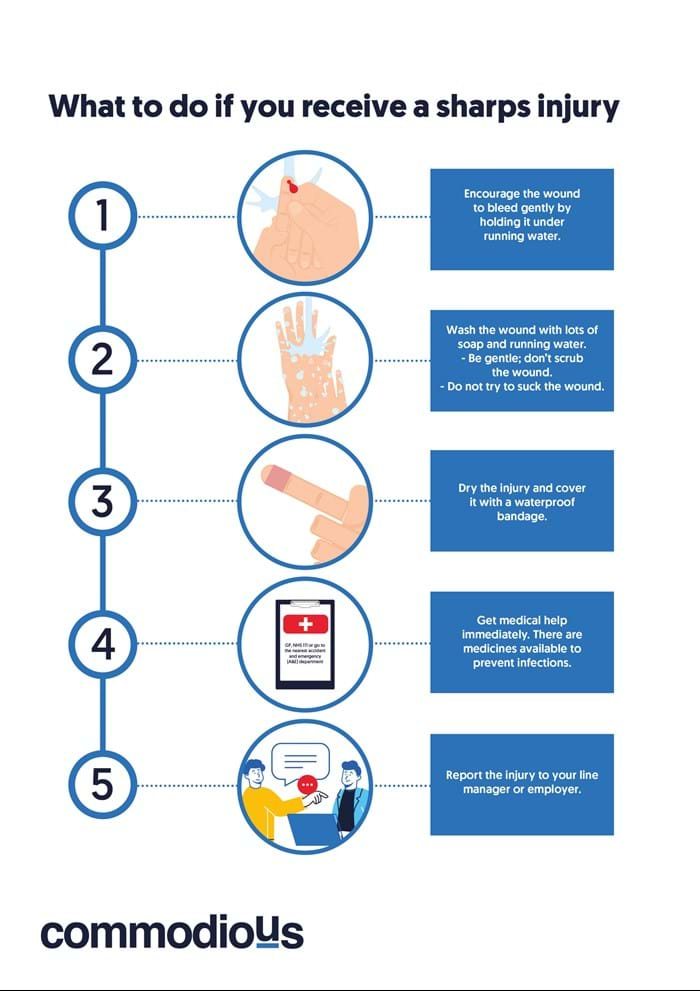 What to do if you receive a sharps injury
1
Encourage the wound
to bleed gently by
holding it under
running water.
2
Wash the wound with lots of
soap and running water.
- Be gentle; don't scrub
the wound.
- Do not try to suck the wound.
3
Dry the injury and cover
it with a waterproof
bandage.
4
GP, NHS 111 or go to
the nearest accident
and emergency
(A&E) department
Get medical help
immediately. There are
medicines available to
prevent infections.
5
Report the injury to your line
manager or employer.
commodious